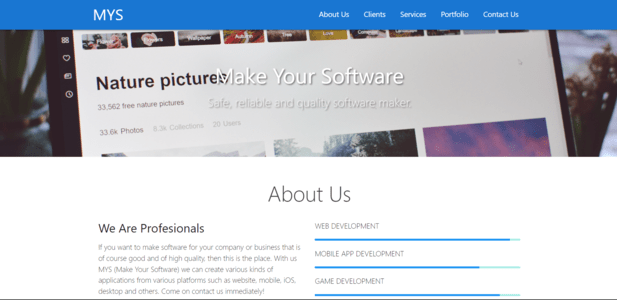 MYS
About Us
Clients
Services
Portfolio
Contact Us
Wallpaper
Nature pictures
33,562 free nature pictures
33.6k Photos
8.3k Collections
20 Users
Make Your Software
Safe, reliable and quality software maker.
About Us
We Are Profesionals
If you want to make software for your company or business that is
of course good and of high quality, then this is the place. With us
MYS (Make Your Software) we can create various kinds of
applications from various platforms such as website, mobile, iOS,
desktop and others. Come on contact us immediately!
WEB DEVELOPMENT
MOBILE APP DEVELOPMENT
GAME DEVELOPMENT